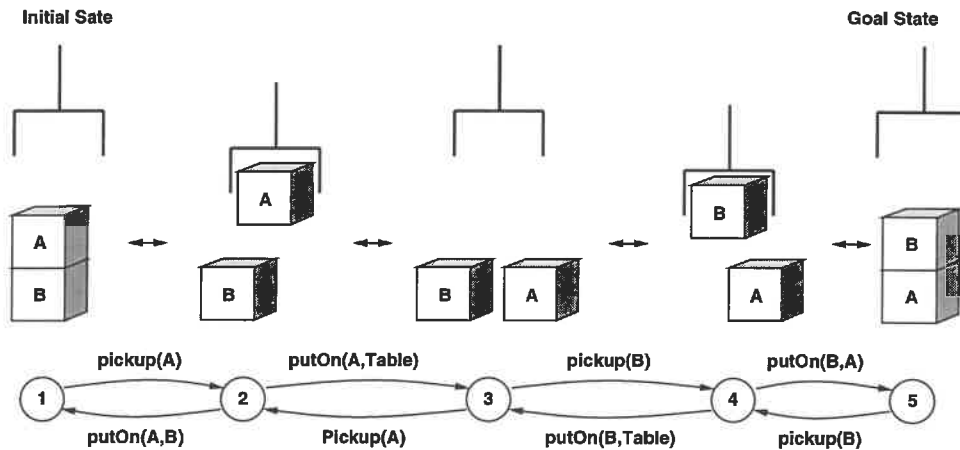 Initial Sate
Goal State
A
B
A
B
B
A
B
A
B
A
pickup(A)
putOn(A,Table)
pickup(B)
putOn(B,A)
1
2
3
4
5
putOn(A,B)
Pickup(A)
putOn(B,Table)
pickup(B)